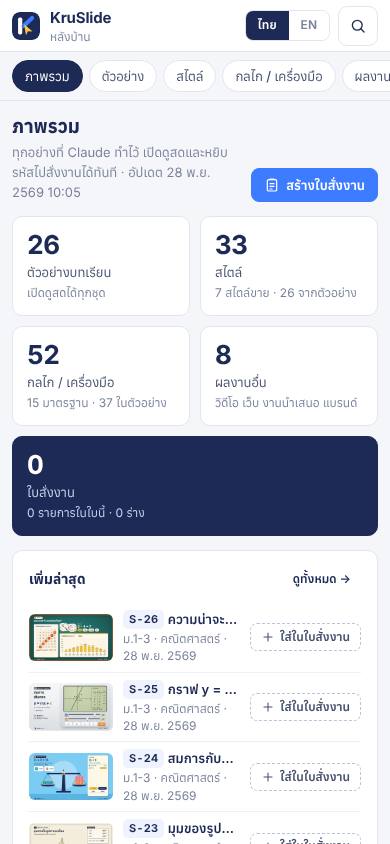 KruSlide
หลังบ้าน
ไทย
EN
ภาพรวม
ตัวอย่าง
สไตล์
กลไก / เครื่องมือ
ผลงาน
ภาพรวม
ทุกอย่างที่ Claude ทำไว้ เปิดดูสดและหยิบ
รหัสไปสั่งงานได้ทันที · อัปเดต 28 พ.ย.
2569 10:05
สร้างใบสั่งงาน
26
ตัวอย่างบทเรียน
เปิดดูสดได้ทุกชุด
33
สไตล์
7 สไตล์ขาย · 26 จากตัวอย่าง
52
กลไก / เครื่องมือ
15 มาตรฐาน · 37 ในตัวอย่าง
8
ผลงานอื่น
วิดีโอ เว็บ งานนำเสนอ แบรนด์
0
ใบสั่งงาน
0 รายการในใบนี้ · 0 ร่าง
เพิ่มล่าสุด
ดูทั้งหมด →
S-26 ความน่าจะ...
ม.1-3 · คณิตศาสตร์ ·
28 พ.ย. 2569
+ ใส่ในใบสั่งงาน
S-25 กราฟ y = ...
ม.1-3 · คณิตศาสตร์ ·
28 พ.ย. 2569
+ ใส่ในใบสั่งงาน
S-24 สมการกับ...
ม.1-3 · คณิตศาสตร์ ·
28 พ.ย. 2569
+ ใส่ในใบสั่งงาน
S-23 มุมของรูป...
ม.1-3 · คณิตศาสตร์ ·